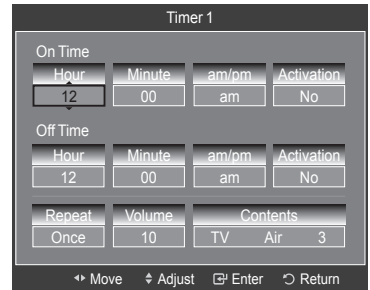 Timer 1
On Time
Hour Minute am/pm Activation
12 00 am No
Off Time
Hour Minute am/pm Activation
12 00 am No
Repeat Volume Contents
Once 10 TV Air 3
Move Adjust Enter Return